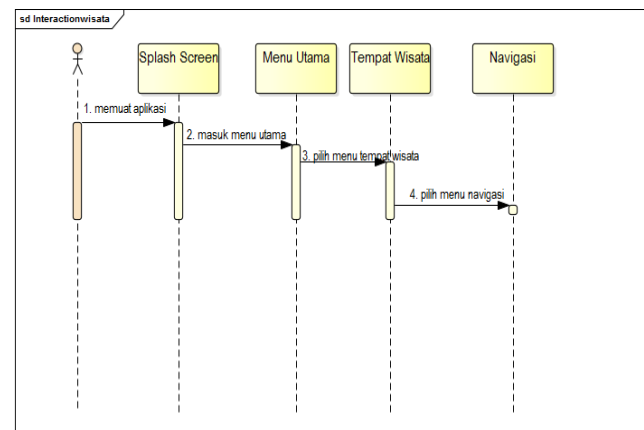 sd Interactionwisata
Splash Screen
Menu Utama
Tempat Wisata
Navigasi
1. memuat aplikasi
2. masuk menu utama
3. pilih menu tempat wisata
4. pilih menu navigasi